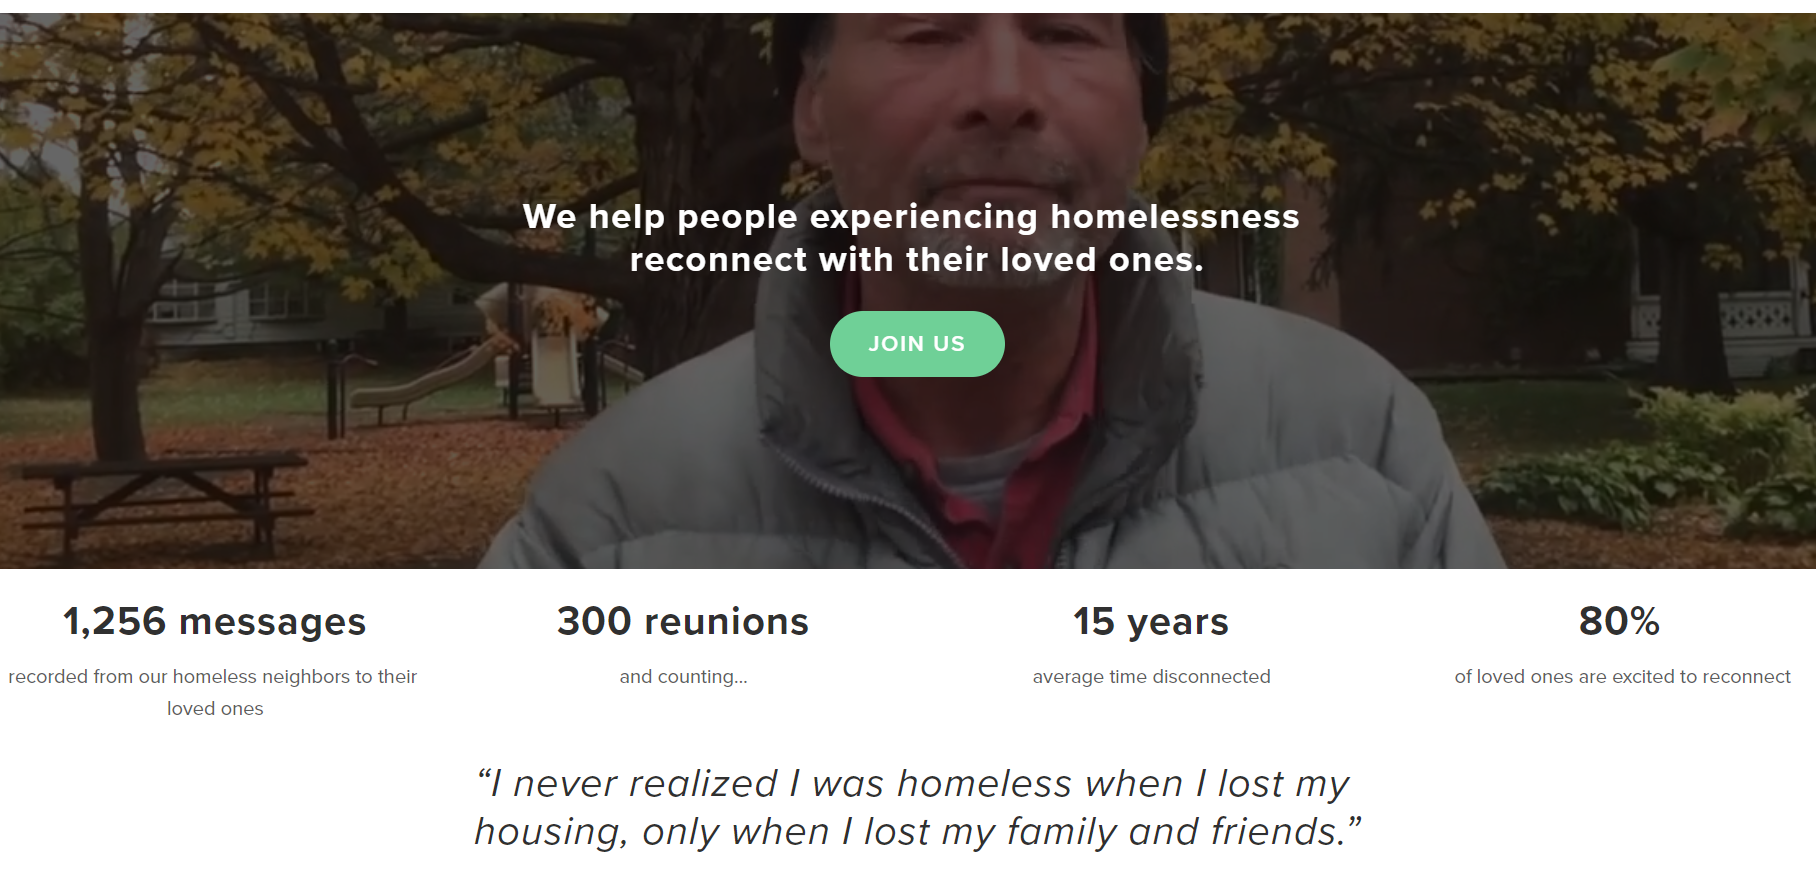 We help people experiencing homelessness
reconnect with their loved ones.
JOIN US
1,256 messages
recorded from our homeless neighbors to their
loved ones
300 reunions
and counting...
15 years
average time disconnected
80%
of loved ones are excited to reconnect
“I never realized I was homeless when I lost my
housing, only when I lost my family and friends.”